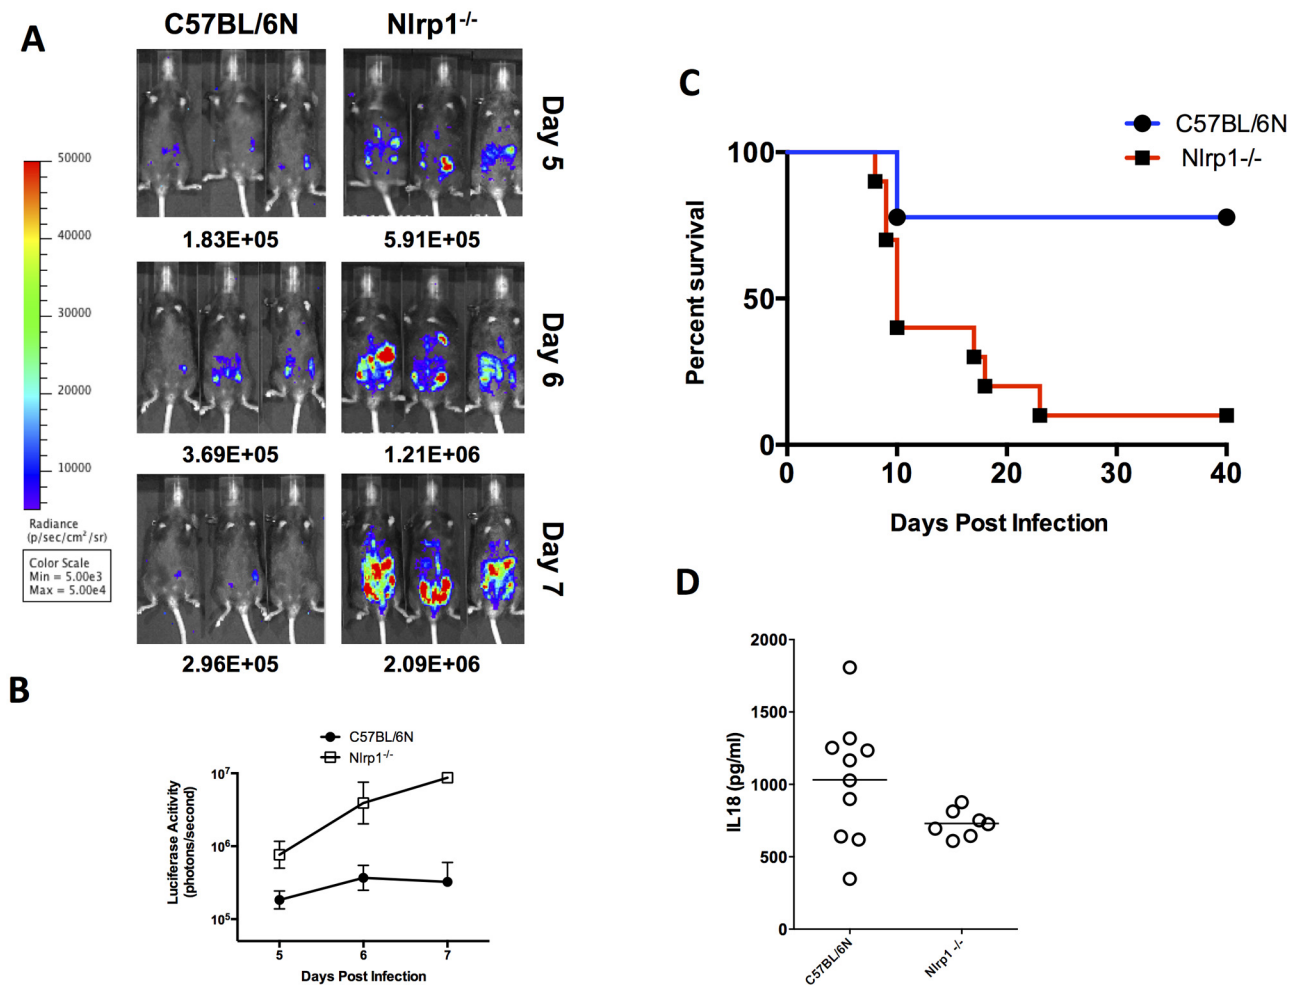 A
C57BL/6N
Nlrp1-/-
Day 5
50000
40000
30000
20000
10000
Radiance
(p/sec/cm²/sr)
Color Scale
Min = 5.00e3
Max = 5.00e4
1.83E+05
5.91E+05
Day 6
3.69E+05
1.21E+06
Day 7
2.96E+05
2.09E+06
B
C57BL/6N
Nlrp1-/-
Luciferase Acitivity
(photons/second)
10⁷
10⁶
10⁵
5 6 7
Days Post Infection
C
C57BL/6N
Nlrp1-/-
Percent survival
100
50
0
0 10 20 30 40
Days Post Infection
D
IL18 (pg/ml)
2000
1500
1000
500
0
C57BL/6N
Nlrp1 -/-